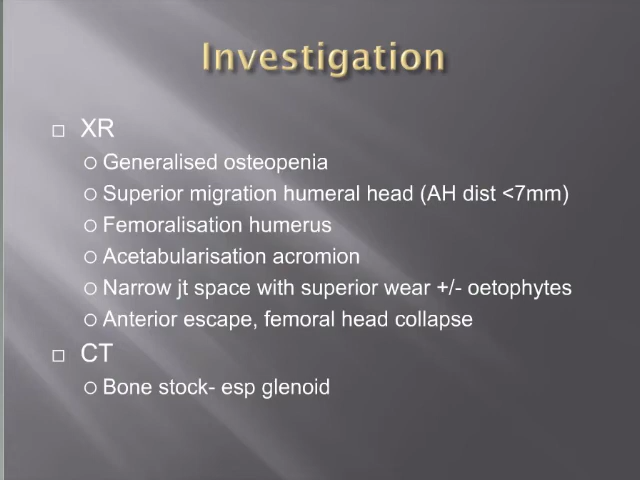 Investigation
XR
Generalised osteopenia
Superior migration humeral head (AH dist <7mm)
Femoralisation humerus
Acetabularisation acromion
Narrow jt space with superior wear +/- oetophytes
Anterior escape, femoral head collapse
CT
Bone stock- esp glenoid